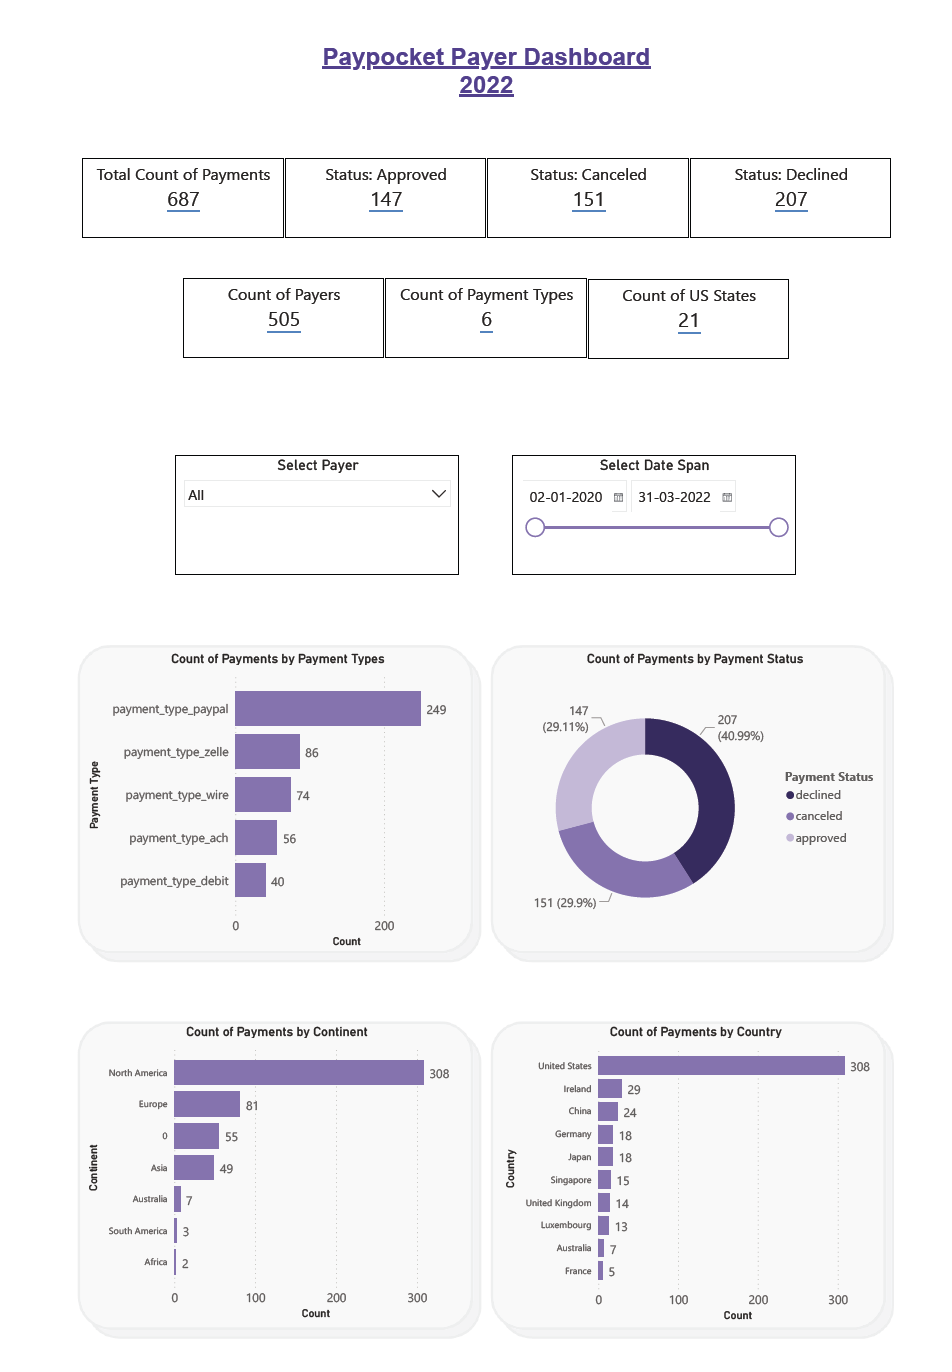 Paypocket Payer Dashboard
2022
Total Count of Payments
687
Status: Approved
147
Status: Canceled
151
Status: Declined
207
Count of Payers
505
Count of Payment Types
6
Count of US States
21
Select Payer
All
Select Date Span
02-01-2020
31-03-2022
Count of Payments by Payment Types
Payment Type
payment_type_paypal
249
payment_type_zelle
86
payment_type_wire
74
payment_type_ach
56
payment_type_debit
40
0
200
Count
Count of Payments by Payment Status
147
(29.11%)
207
(40.99%)
151 (29.9%)
Payment Status
declined
canceled
approved
Count of Payments by Continent
Continent
North America
308
Europe
81
0
55
Asia
49
Australia
7
South America
3
Africa
2
0
100
200
300
Count
Count of Payments by Country
Country
United States
308
Ireland
29
China
24
Germany
18
Japan
18
Singapore
15
United Kingdom
14
Luxembourg
13
Australia
7
France
5
0
100
200
300
Count